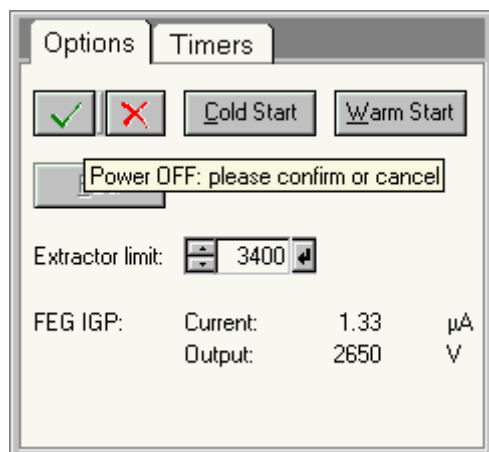 Options Timers
Cold Start Warm Start
Power OFF: please confirm or cancel
Extractor limit: 3400
FEG IGP: Current: 1.33 µA
Output: 2650 V